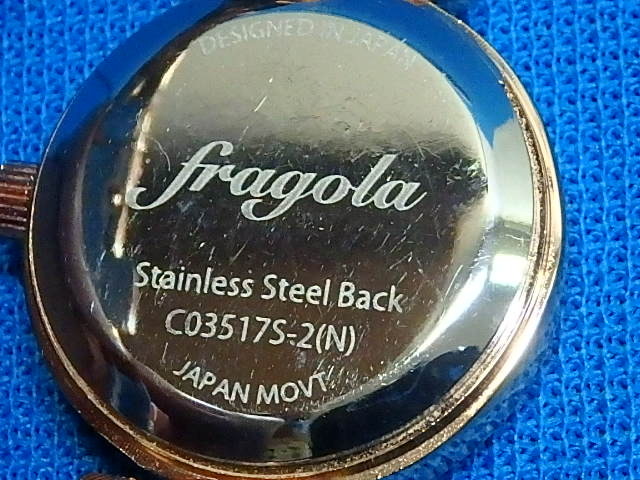 DESIGNED IN JAPAN
fragola
Stainless Steel Back
C03517S-2(N)
JAPAN MOVT